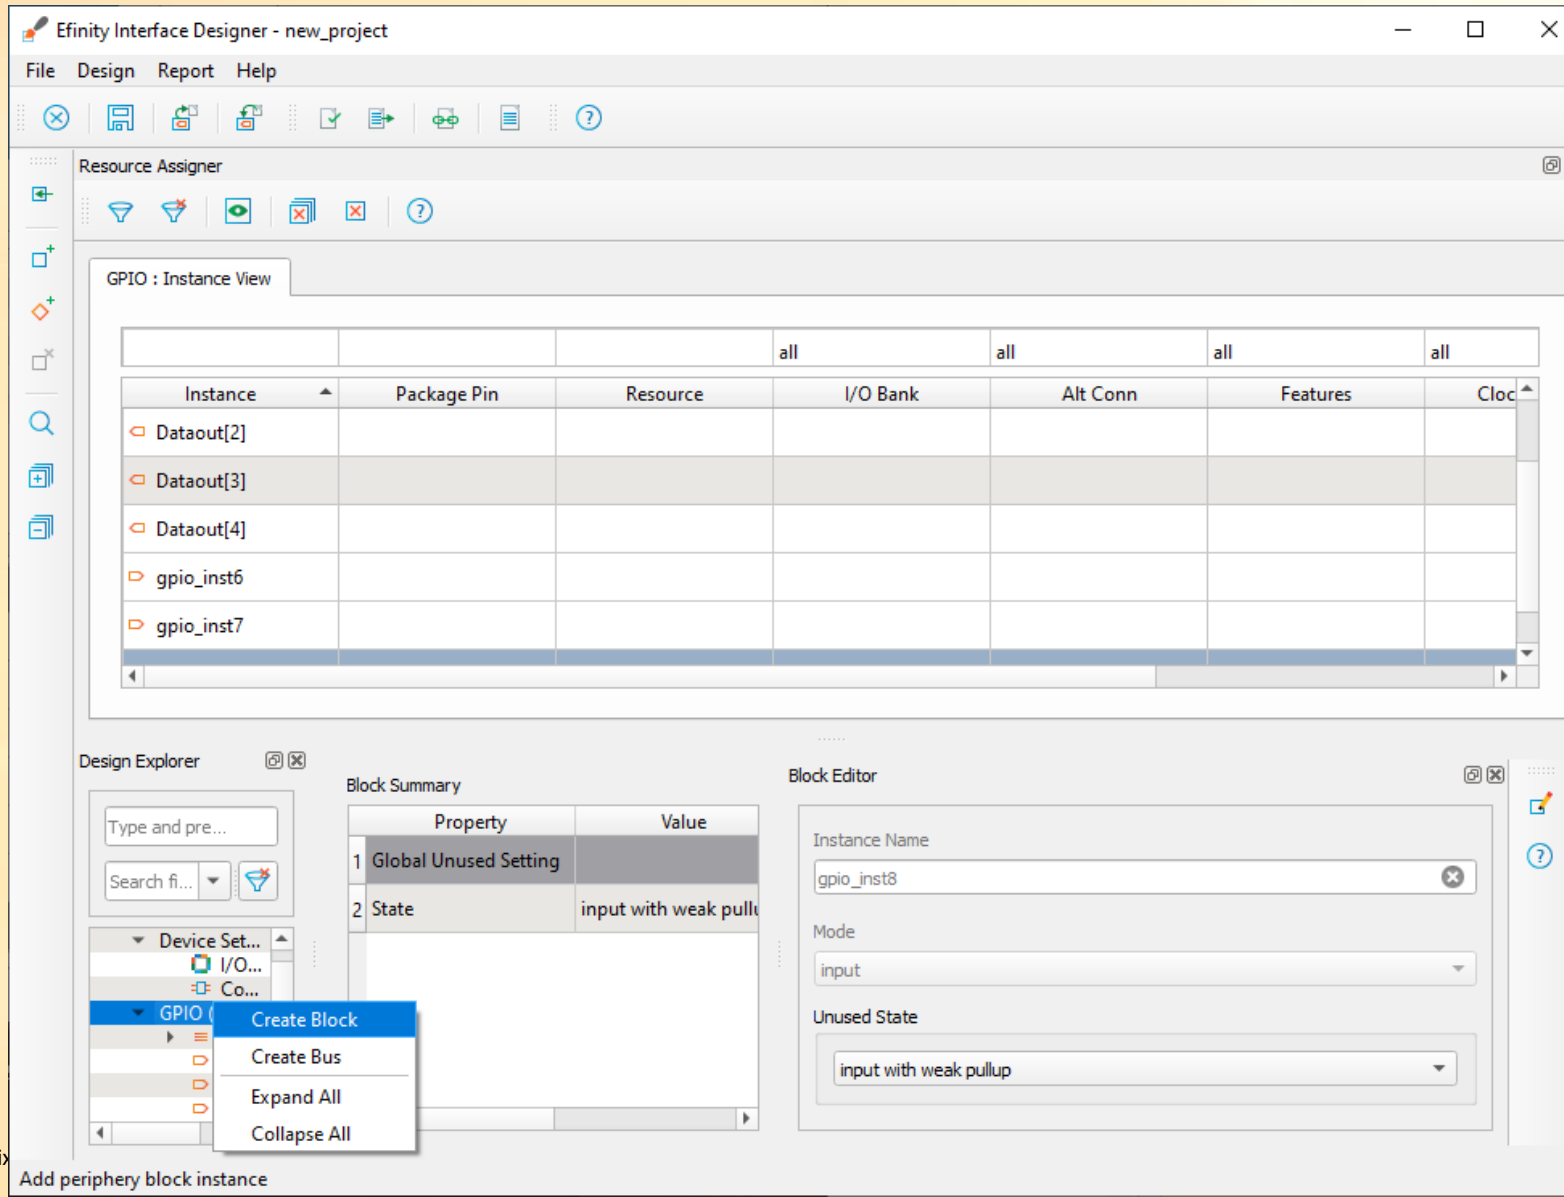 Efinity Interface Designer - new_project
File Design Report Help
Resource Assigner
GPIO : Instance View
all all all all
Instance Package Pin Resource I/O Bank Alt Conn Features Cloc
Dataout[2]
Dataout[3]
Dataout[4]
gpio_inst6
gpio_inst7
Design Explorer
Type and pre...
Search fi...
Device Set...
I/O...
Co...
GPIO (
Create Block
Create Bus
Expand All
Collapse All
Block Summary
Property Value
1 Global Unused Setting
2 State input with weak pullu
Block Editor
Instance Name
gpio_inst8
Mode
input
Unused State
input with weak pullup
Add periphery block instance